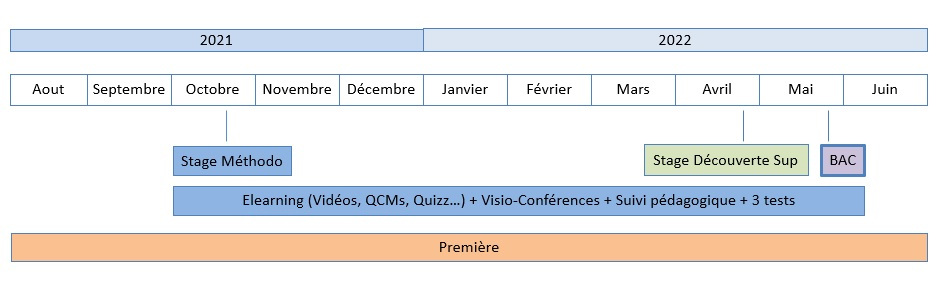 2021 2022
Aout Septembre Octobre Novembre Décembre Janvier Février Mars Avril Mai Juin
Stage Méthodo Stage Découverte Sup BAC
Elearning (Vidéos, QCMs, Quizz...) + Visio-Conférences + Suivi pédagogique + 3 tests
Première